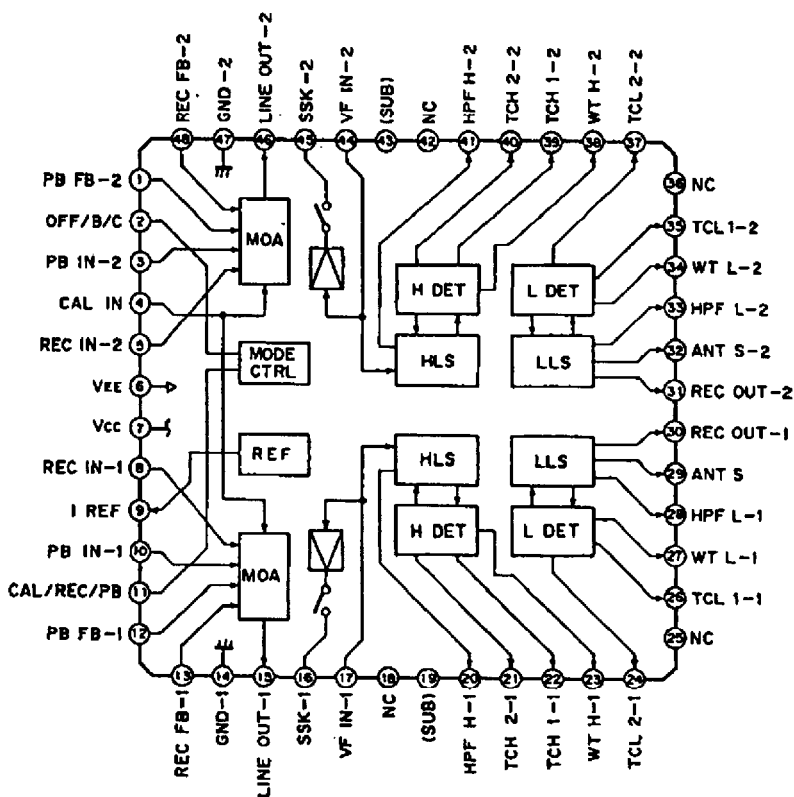 REC FB-2
GND-2
LINE OUT-2
SSK-2
VF IN-2
(SUB)
NC
HPF H-2
TCH 2-2
TCH 1-2
WT H-2
TCL 2-2
48
47
46
45
44
43
42
41
40
39
38
37
PB FB-2
1
OFF/B/C
2
PB IN-2
3
CAL IN
4
REC IN-2
5
VEE
6
VCC
7
REC IN-1
8
I REF
9
PB IN-1
10
CAL/REC/PB
11
PB FB-1
12
MOA
MODE
CTRL
REF
MOA
H DET
L DET
HLS
LLS
HLS
LLS
H DET
L DET
36
NC
35
TCL 1-2
34
WT L-2
33
HPF L-2
32
ANT S-2
31
REC OUT-2
30
REC OUT-1
29
ANT S
28
HPF L-1
27
WT L-1
26
TCL 1-1
25
NC
13
14
15
16
17
18
19
20
21
22
23
24
REC FB-1
GND-1
LINE OUT-1
SSK-1
VF IN-1
NC
(SUB)
HPF H-1
TCH 2-1
TCH 1-1
WT H-1
TCL 2-1